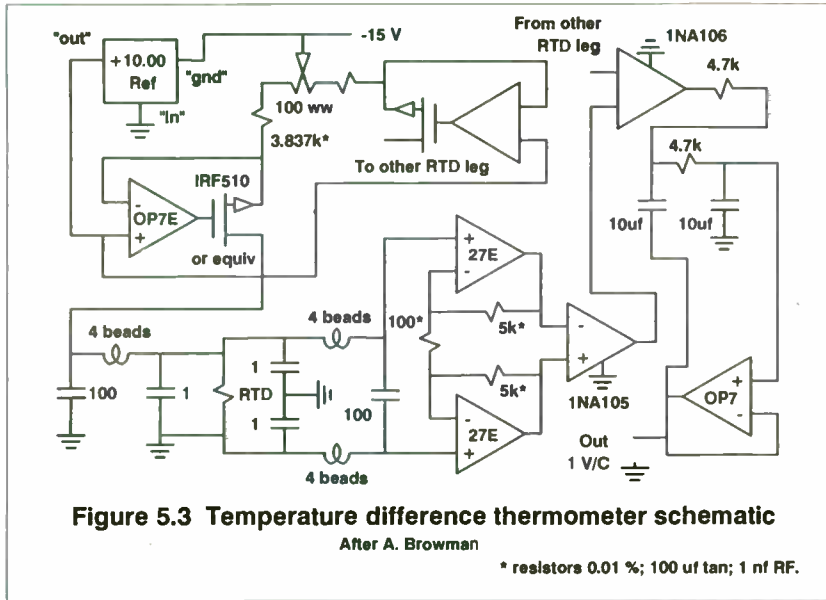 "out"
+10.00
Ref
"gnd"
"In"
-15 V
100 ww
3.837k*
To other RTD leg
From other
RTD leg
1NA106
4.7k
4.7k
10uf
10uf
IRF510
-
OP7E
+
or equiv
4 beads
100
1
RTD
1
1
4 beads
4 beads
100
100*
+
27E
-
5k*
5k*
-
27E
+
-
+
1NA105
+
OP7
-
Out
1 V/C
Figure 5.3 Temperature difference thermometer schematic
After A. Browman
* resistors 0.01 %; 100 uf tan; 1 nf RF.